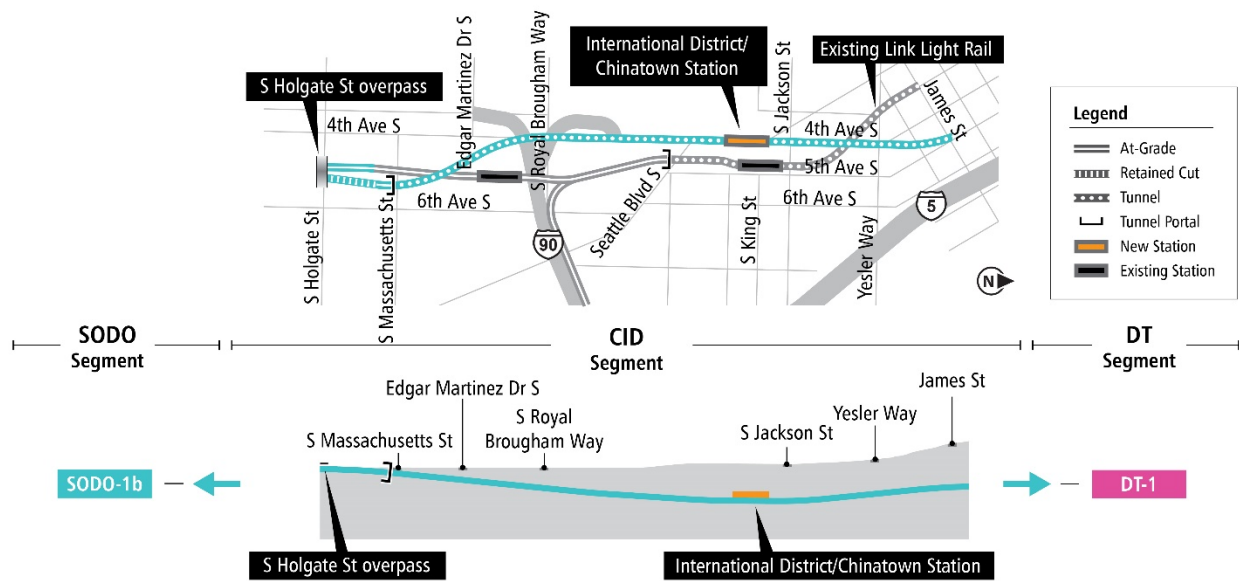 S Holgate St overpass
Edgar Martinez Dr S
S Royal Brougham Way
International District/
Chinatown Station
S Jackson St
Existing Link Light Rail
James St
4th Ave S
4th Ave S
5th Ave S
6th Ave S
6th Ave S
S Holgate St
S Massachusetts St
90
Seattle Blvd S
S King St
Yesler Way
5
N
Legend
At-Grade
Retained Cut
Tunnel
Tunnel Portal
New Station
Existing Station
SODO
Segment
CID
Segment
DT
Segment
Edgar Martinez Dr S
James St
S Massachusetts St
S Royal
Brougham Way
S Jackson St
Yesler Way
SODO-1b
DT-1
S Holgate St overpass
International District/Chinatown Station